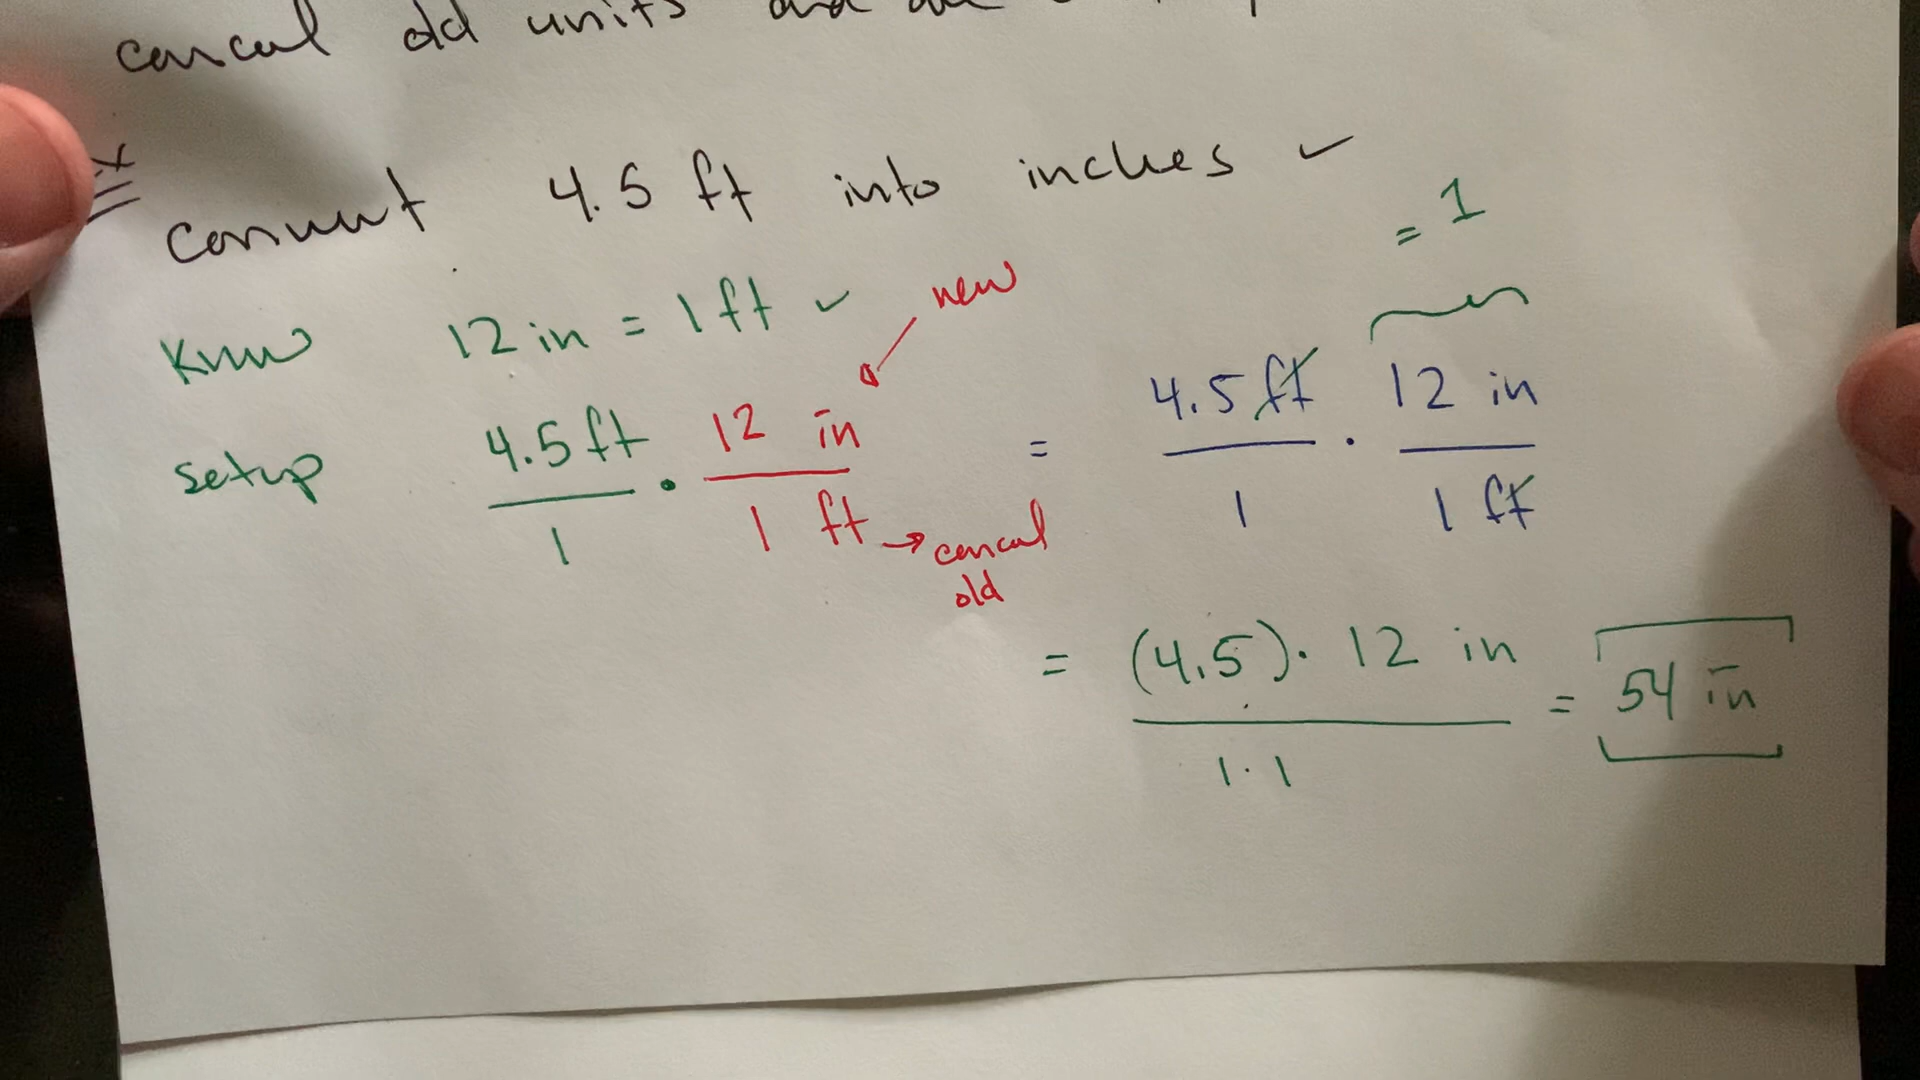 cancel old units and
Ex
convert 4.5 ft into inches ✓
= 1
Know 12 in = 1 ft ✓
new
setup 4.5 ft / 1 · 12 in / 1 ft = 4.5 ft / 1 · 12 in / 1 ft
→ cancel
old
= (4.5) · 12 in / 1 · 1 = 54 in